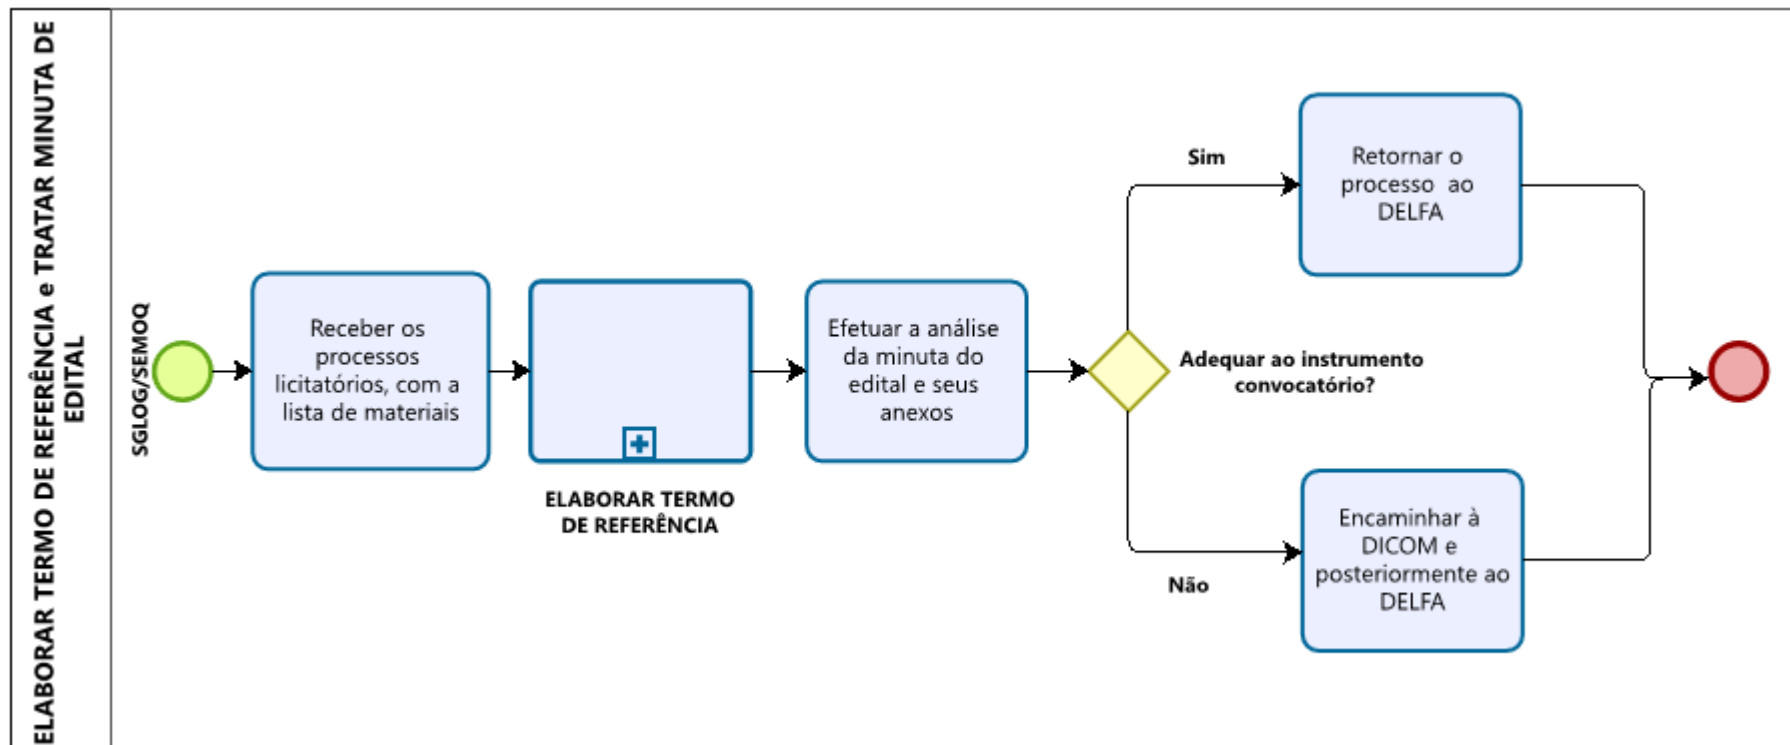 ELABORAR TERMO DE REFERÊNCIA e TRATAR MINUTA DE
EDITAL
SGLOG/SEMOQ
Receber os
processos
licitatórios, com a
lista de materiais
ELABORAR TERMO
DE REFERÊNCIA
Efetuar a análise
da minuta do
edital e seus
anexos
Adequar ao instrumento
convocatório?
Sim
Retornar o
processo ao
DELFA
Não
Encaminhar à
DICOM e
posteriormente ao
DELFA